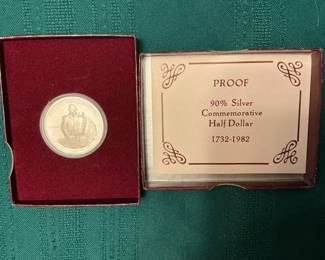 PROOF
90% Silver
Commemorative
Half Dollar
1732-1982